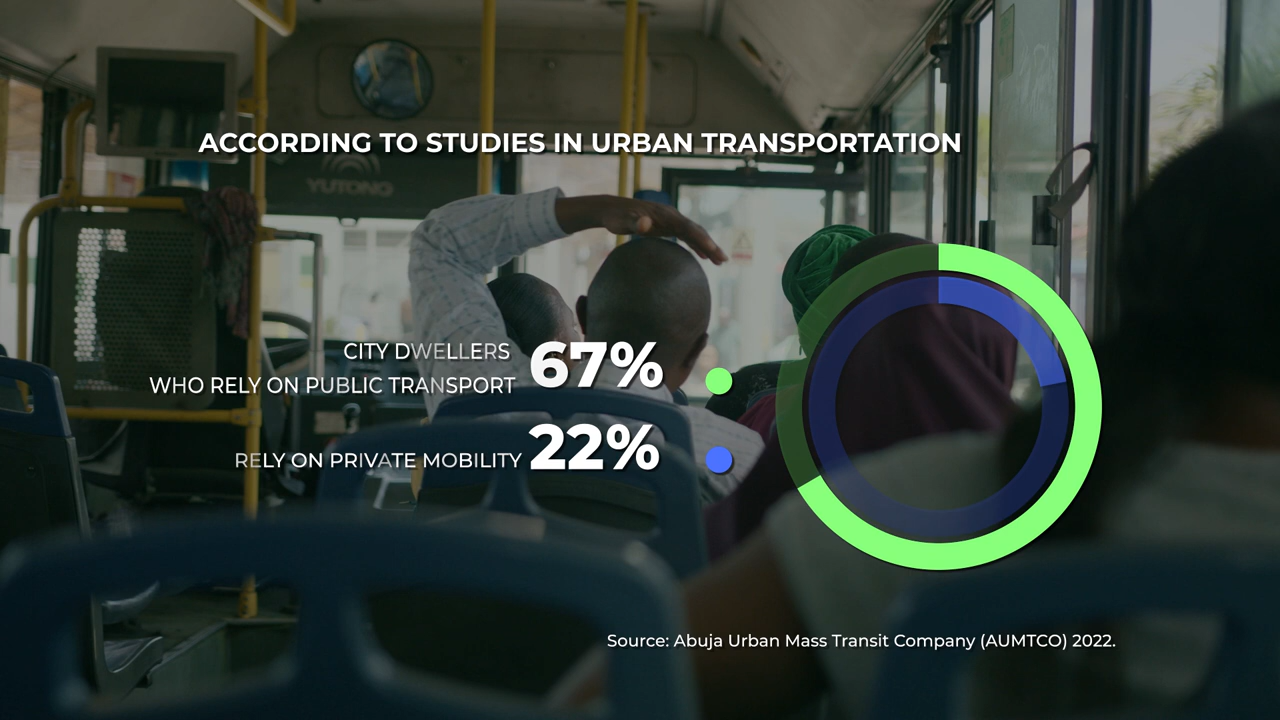 ACCORDING TO STUDIES IN URBAN TRANSPORTATION
YUTONG
CITY DWELLERS
WHO RELY ON PUBLIC TRANSPORT 67%
RELY ON PRIVATE MOBILITY 22%
Source: Abuja Urban Mass Transit Company (AUMTCO) 2022.